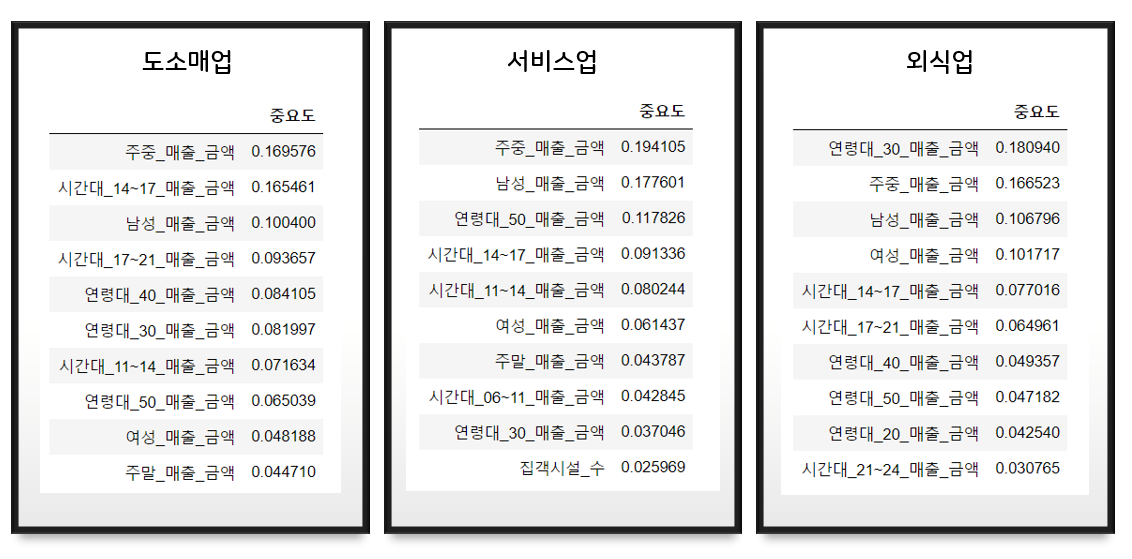 도소매업
중요도
주중_매출_금액 0.169576
시간대_14~17_매출_금액 0.165461
남성_매출_금액 0.100400
시간대_17~21_매출_금액 0.093657
연령대_40_매출_금액 0.084105
연령대_30_매출_금액 0.081997
시간대_11~14_매출_금액 0.071634
연령대_50_매출_금액 0.065039
여성_매출_금액 0.048188
주말_매출_금액 0.044710
서비스업
중요도
주중_매출_금액 0.194105
남성_매출_금액 0.177601
연령대_50_매출_금액 0.117826
시간대_14~17_매출_금액 0.091336
시간대_11~14_매출_금액 0.080244
여성_매출_금액 0.061437
주말_매출_금액 0.043787
시간대_06~11_매출_금액 0.042845
연령대_30_매출_금액 0.037046
집객시설_수 0.025969
외식업
중요도
연령대_30_매출_금액 0.180940
주중_매출_금액 0.166523
남성_매출_금액 0.106796
여성_매출_금액 0.101717
시간대_14~17_매출_금액 0.077016
시간대_17~21_매출_금액 0.064961
연령대_40_매출_금액 0.049357
연령대_50_매출_금액 0.047182
연령대_20_매출_금액 0.042540
시간대_21~24_매출_금액 0.030765